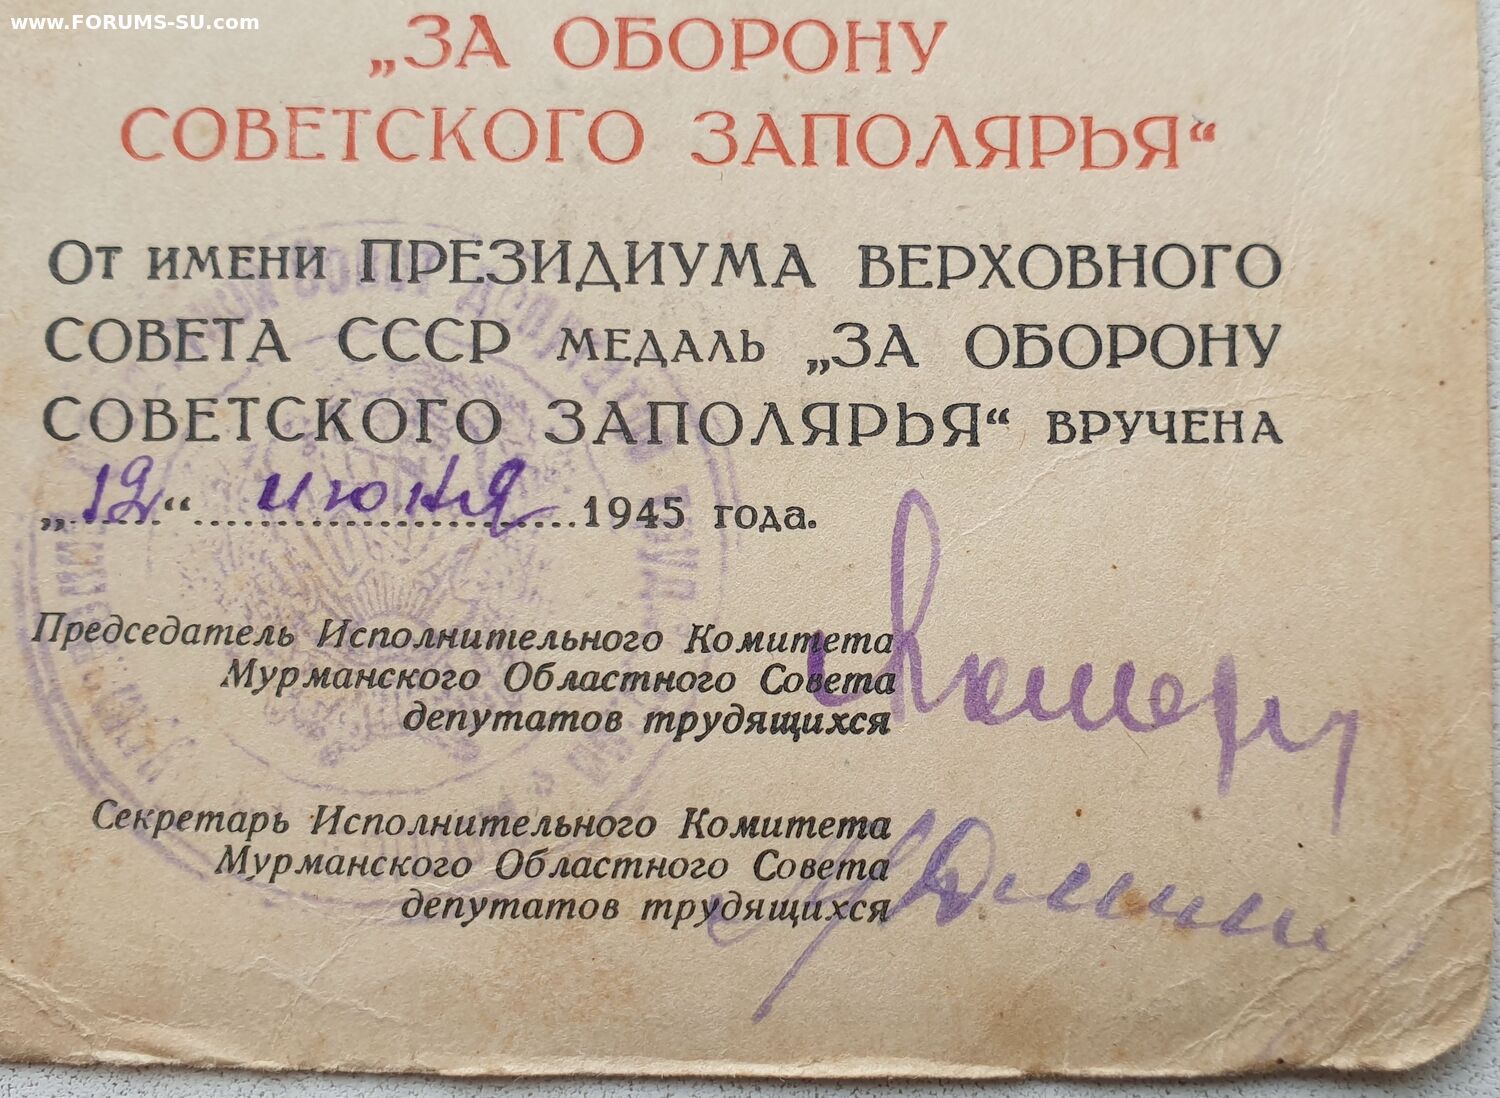 www.FORUMS-SU.com
„ЗА ОБОРОНУ
СОВЕТСКОГО ЗАПОЛЯРЬЯ“
От имени ПРЕЗИДИУМА ВЕРХОВНОГО
СОВЕТА СССР медаль „ЗА ОБОРОНУ
СОВЕТСКОГО ЗАПОЛЯРЬЯ“ вручена
„12“ июня 1945 года.
Председатель Исполнительного Комитета
Мурманского Областного Совета
депутатов трудящихся
Секретарь Исполнительного Комитета
Мурманского Областного Совета
депутатов трудящихся